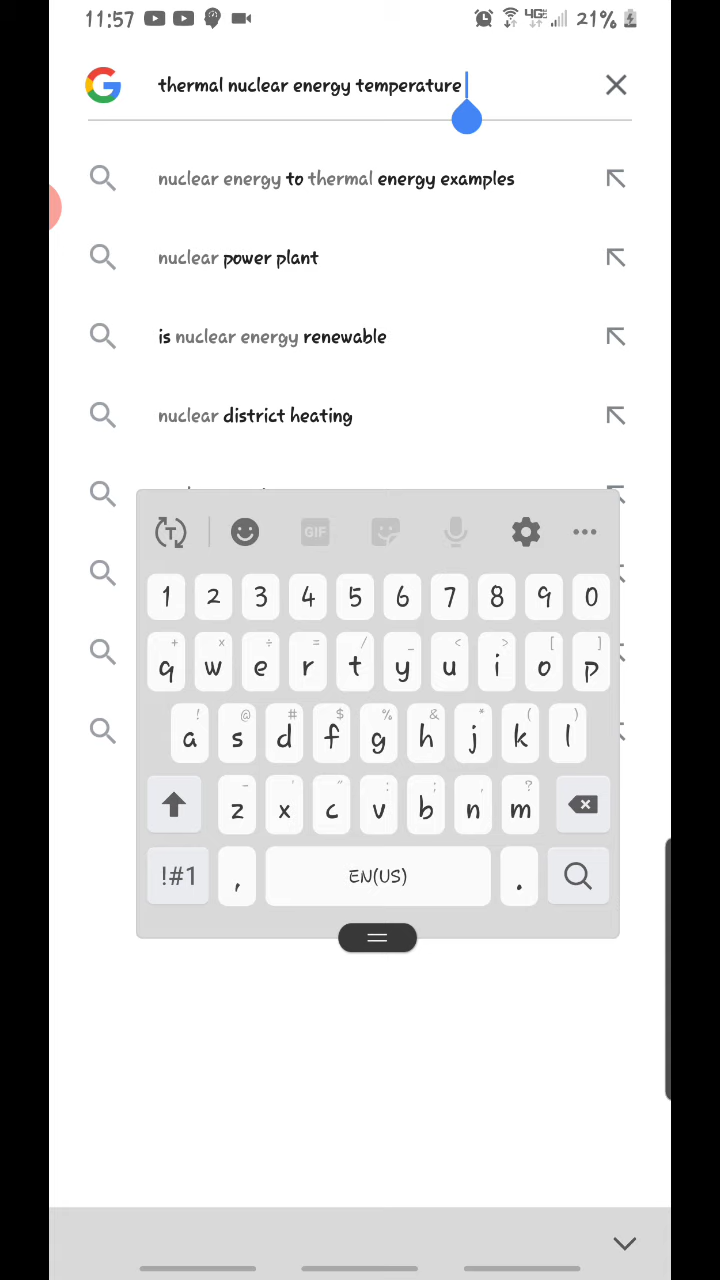 11:57 4GE 21%
thermal nuclear energy temperature
nuclear energy to thermal energy examples
nuclear power plant
is nuclear energy renewable
nuclear district heating
T GIF
1 2 3 4 5 6 7 8 9 0
+ × ÷ = / _ < > [ ]
q w e r t y u i o p
! @ # $ % & * ( )
a s d f g h j k l
- ' " : ; , ?
z x c v b n m
!#1 , EN(US) .